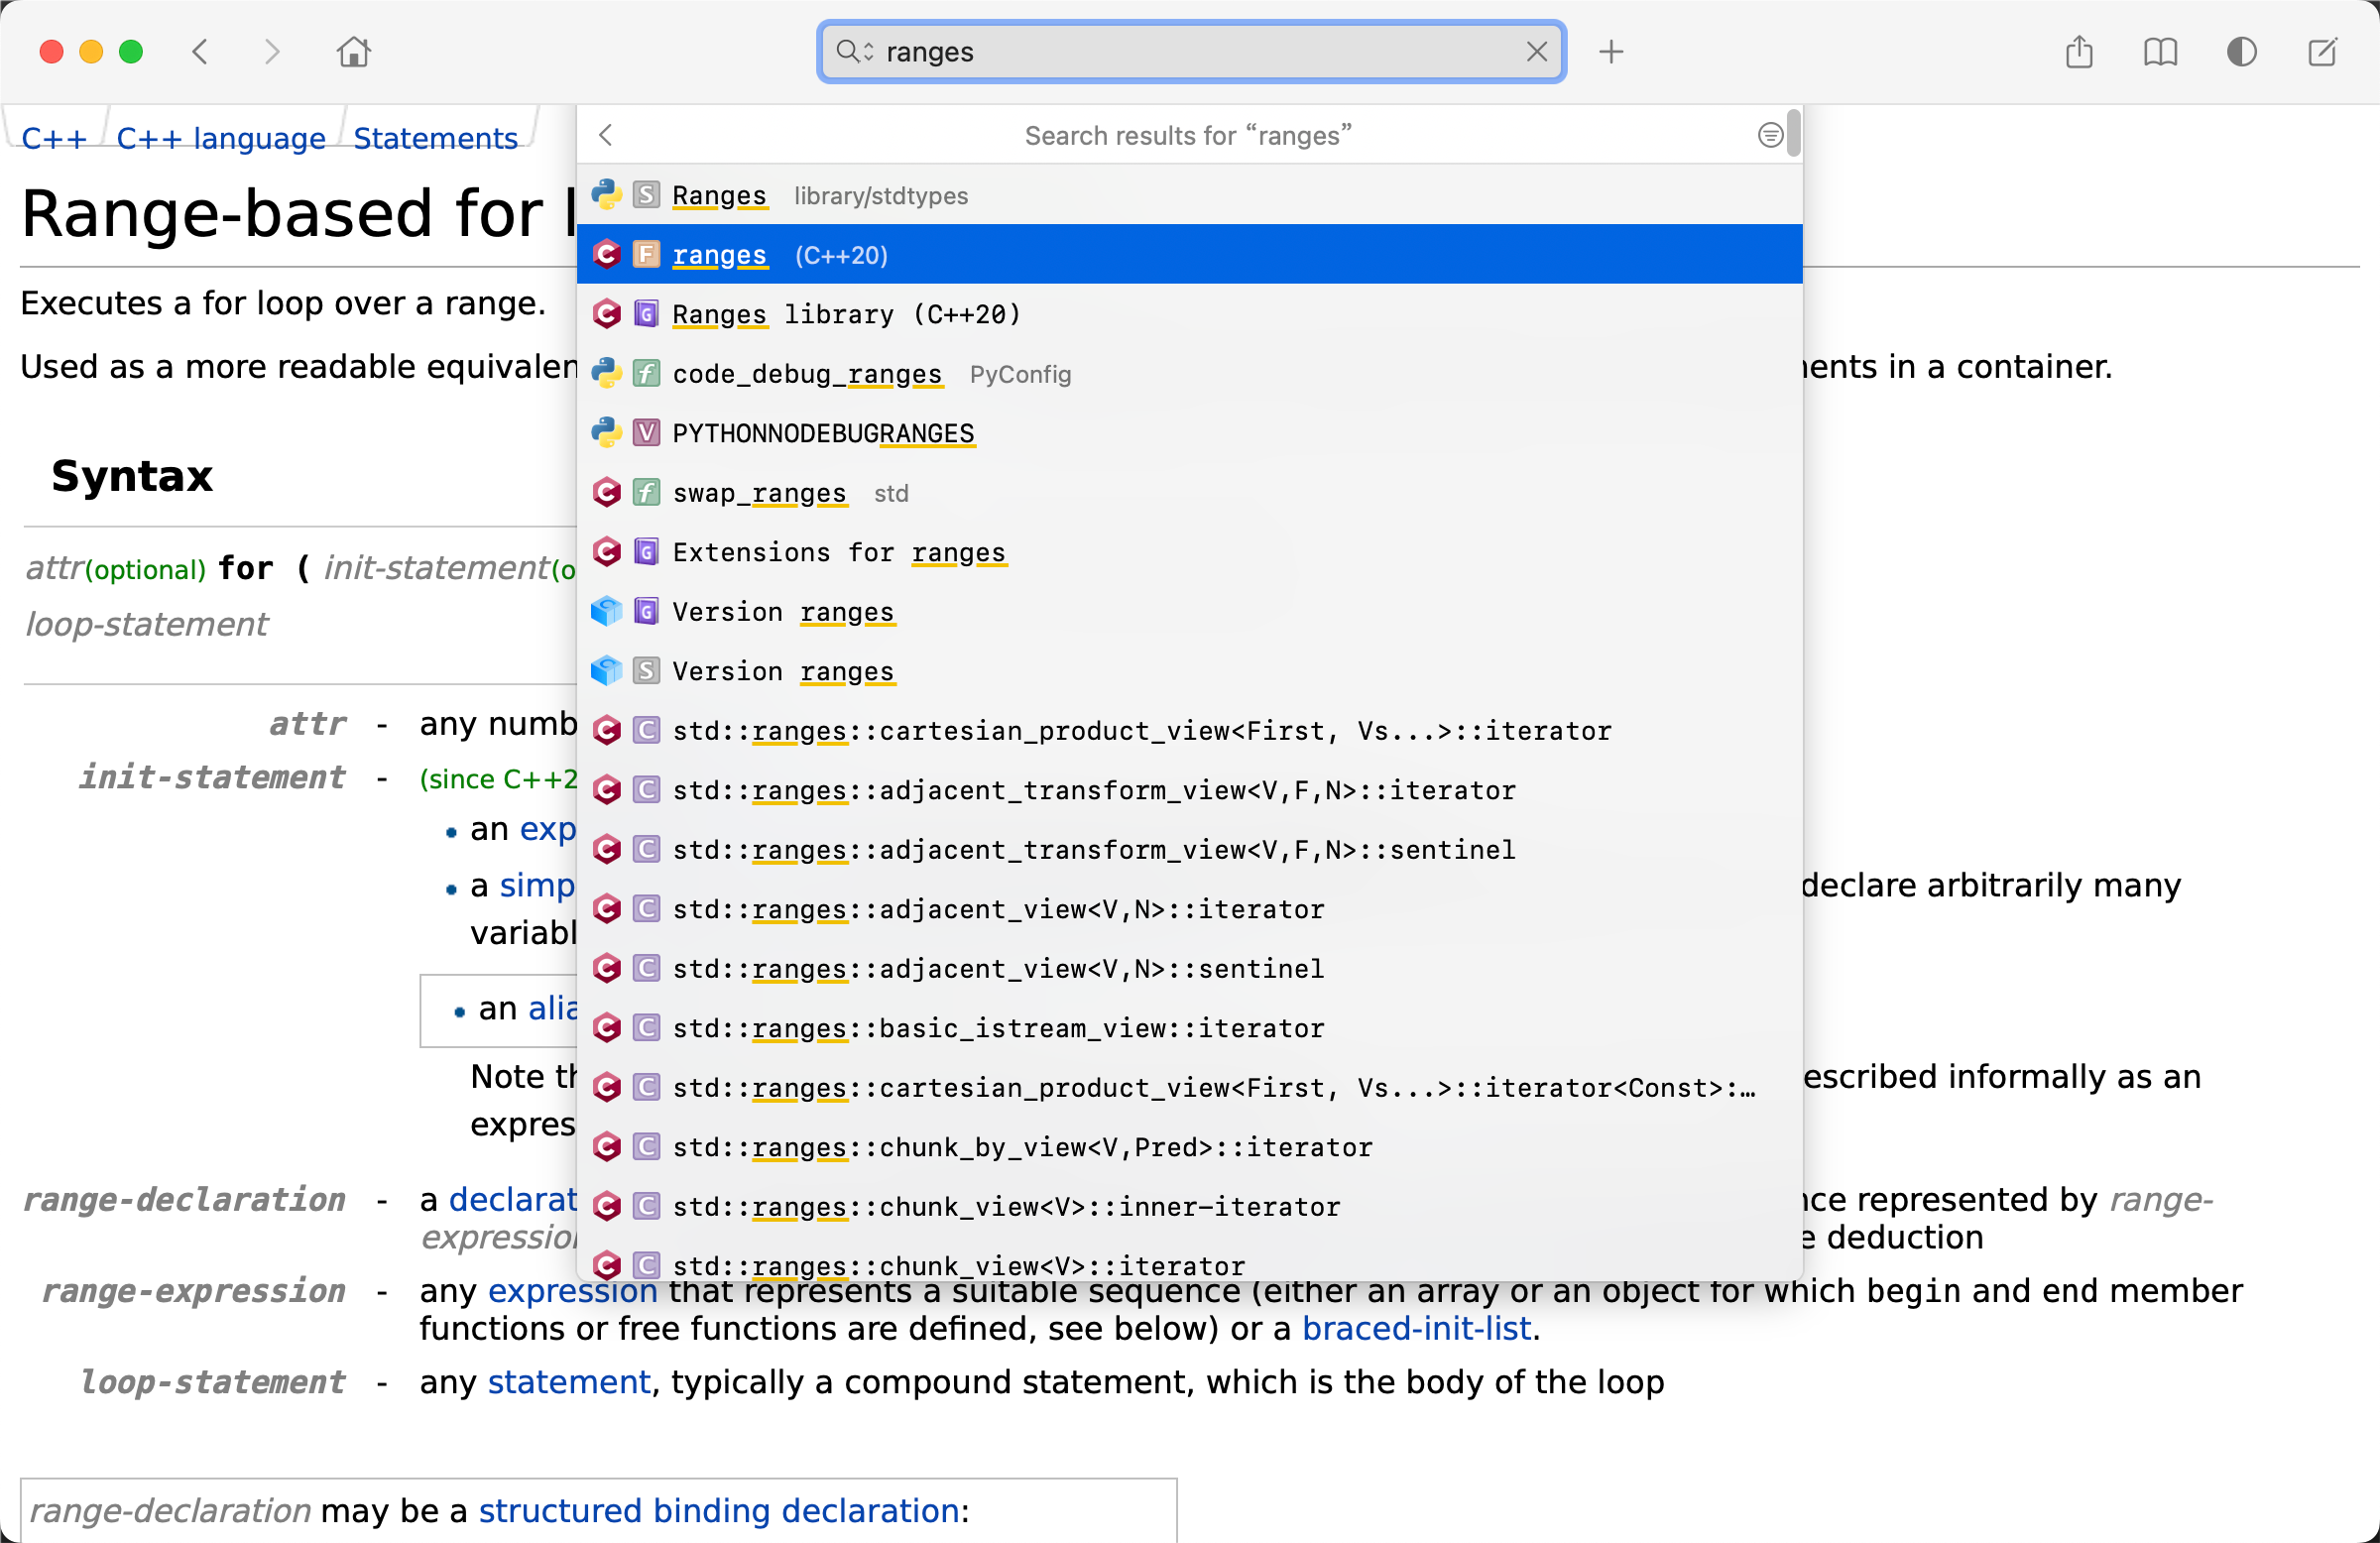 ranges
C++ C++ language Statements
Search results for “ranges”
Range-based for
Executes a for loop over a range.
Used as a more readable
ments in a container.
Ranges library/stdtypes
ranges (C++20)
Ranges library (C++20)
code_debug_ranges PyConfig
PYTHONNODEBUGRANGES
swap_ranges std
Extensions for ranges
Version ranges
Version ranges
std::ranges::cartesian_product_view<First, Vs...>::iterator
std::ranges::adjacent_transform_view<V,F,N>::iterator
std::ranges::adjacent_transform_view<V,F,N>::sentinel
std::ranges::adjacent_view<V,N>::iterator
std::ranges::adjacent_view<V,N>::sentinel
std::ranges::basic_istream_view::iterator
std::ranges::cartesian_product_view<First, Vs...>::iterator<Const>:…
std::ranges::chunk_by_view<V,Pred>::iterator
std::ranges::chunk_view<V>::inner-iterator
std::ranges::chunk_view<V>::iterator
Syntax
attr(optional) for ( init-statement(o
loop-statement
attr - any numb
init-statement - (since C++2
• an exp
• a simp
declare arbitrarily many
variabl
• an alia
Note th
escribed informally as an
expres
range-declaration - a declarat
nce represented by range-
expression
e deduction
range-expression - any expression that represents a suitable sequence (either an array or an object for which begin and end member
functions or free functions are defined, see below) or a braced-init-list.
loop-statement - any statement, typically a compound statement, which is the body of the loop
range-declaration may be a structured binding declaration: